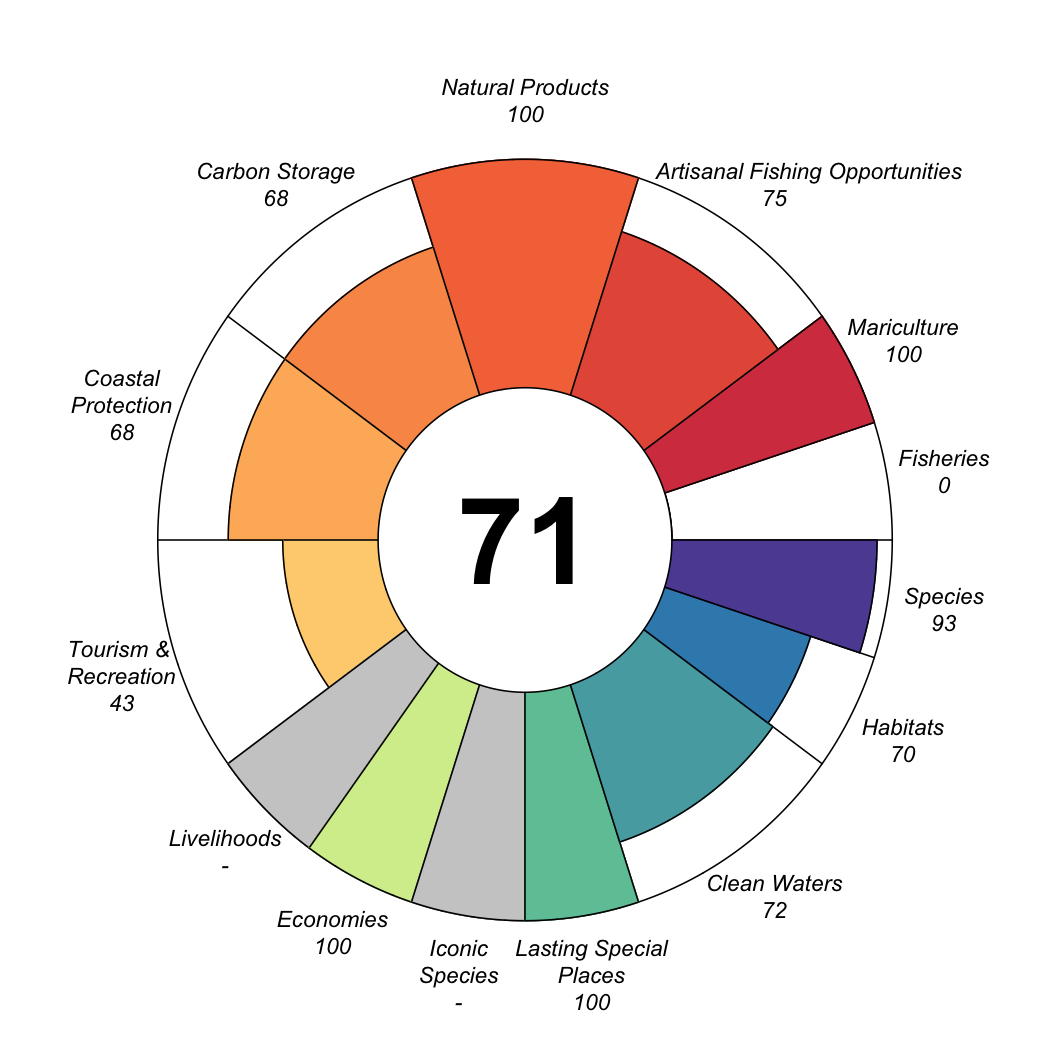 Natural Products
100
Artisanal Fishing Opportunities
75
Mariculture
100
Fisheries
0
Species
93
Habitats
70
Clean Waters
72
Lasting Special
Places
100
Iconic
Species
-
Economies
100
Livelihoods
-
Tourism &
Recreation
43
Coastal
Protection
68
Carbon Storage
68
71